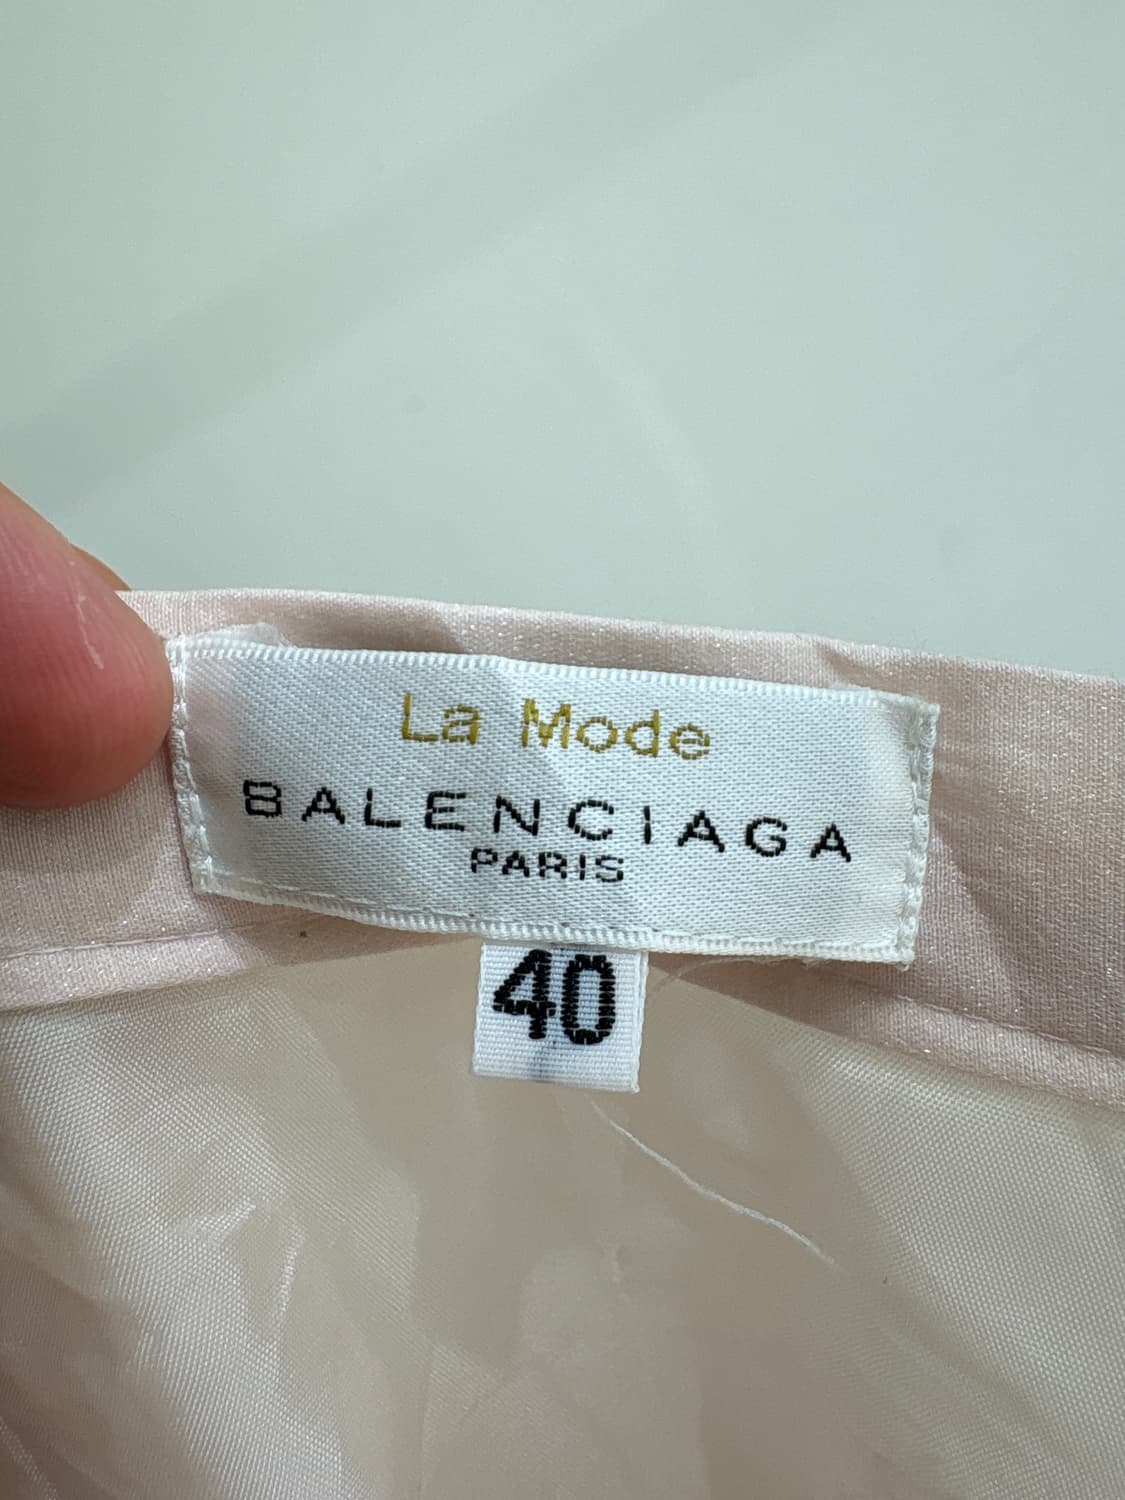 La Mode
BALENCIAGA
PARIS
40